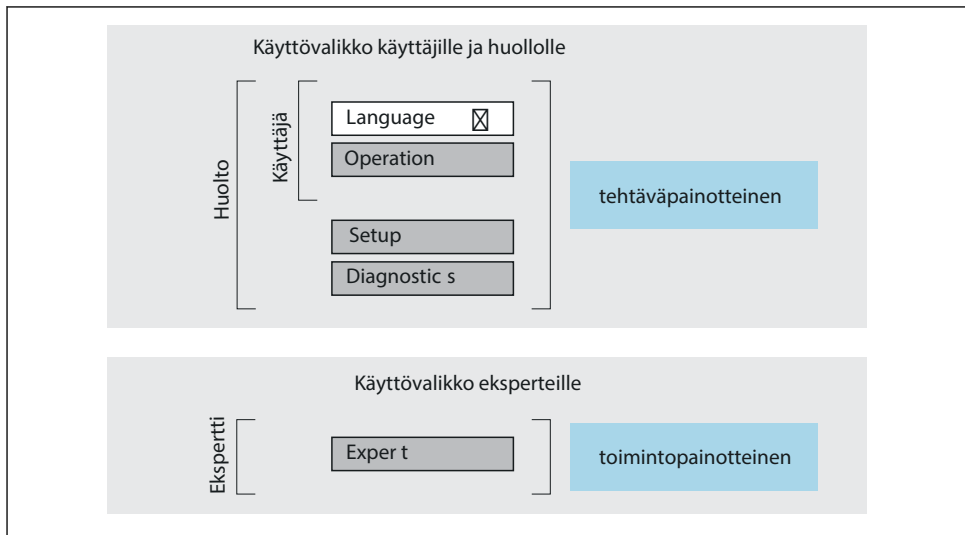 Käyttövalikko käyttäjille ja huollolle
Huolto
Käyttäjä
Language
Operation
Setup
Diagnostic s
tehtäväpainotteinen
Käyttövalikko eksperteille
Ekspertti
Exper t
toimintopainotteinen